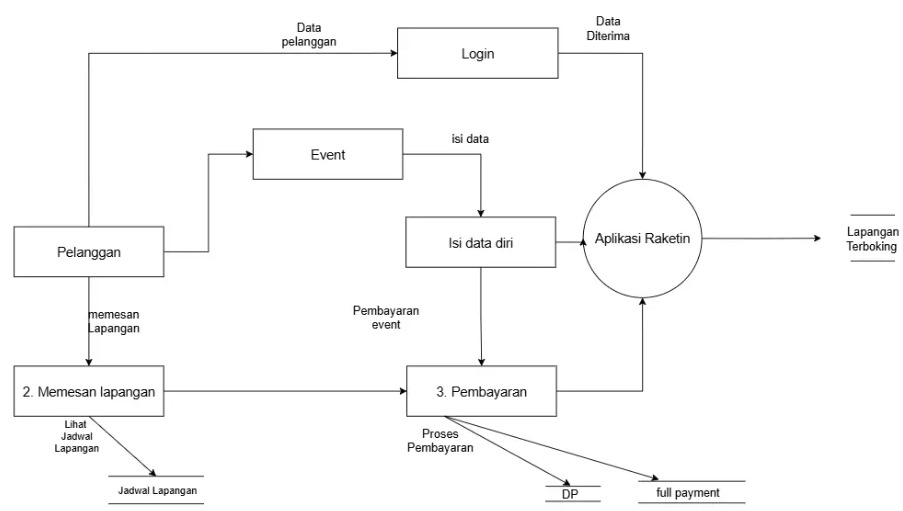 Data
pelanggan
Data
Diterima
Login
Event
isi data
Pelanggan
Isi data diri
Aplikasi Raketin
Lapangan
Terboking
memesan
Lapangan
Pembayaran
event
2. Memesan lapangan
3. Pembayaran
Lihat
Jadwal
Lapangan
Proses
Pembayaran
Jadwal Lapangan
DP
full payment